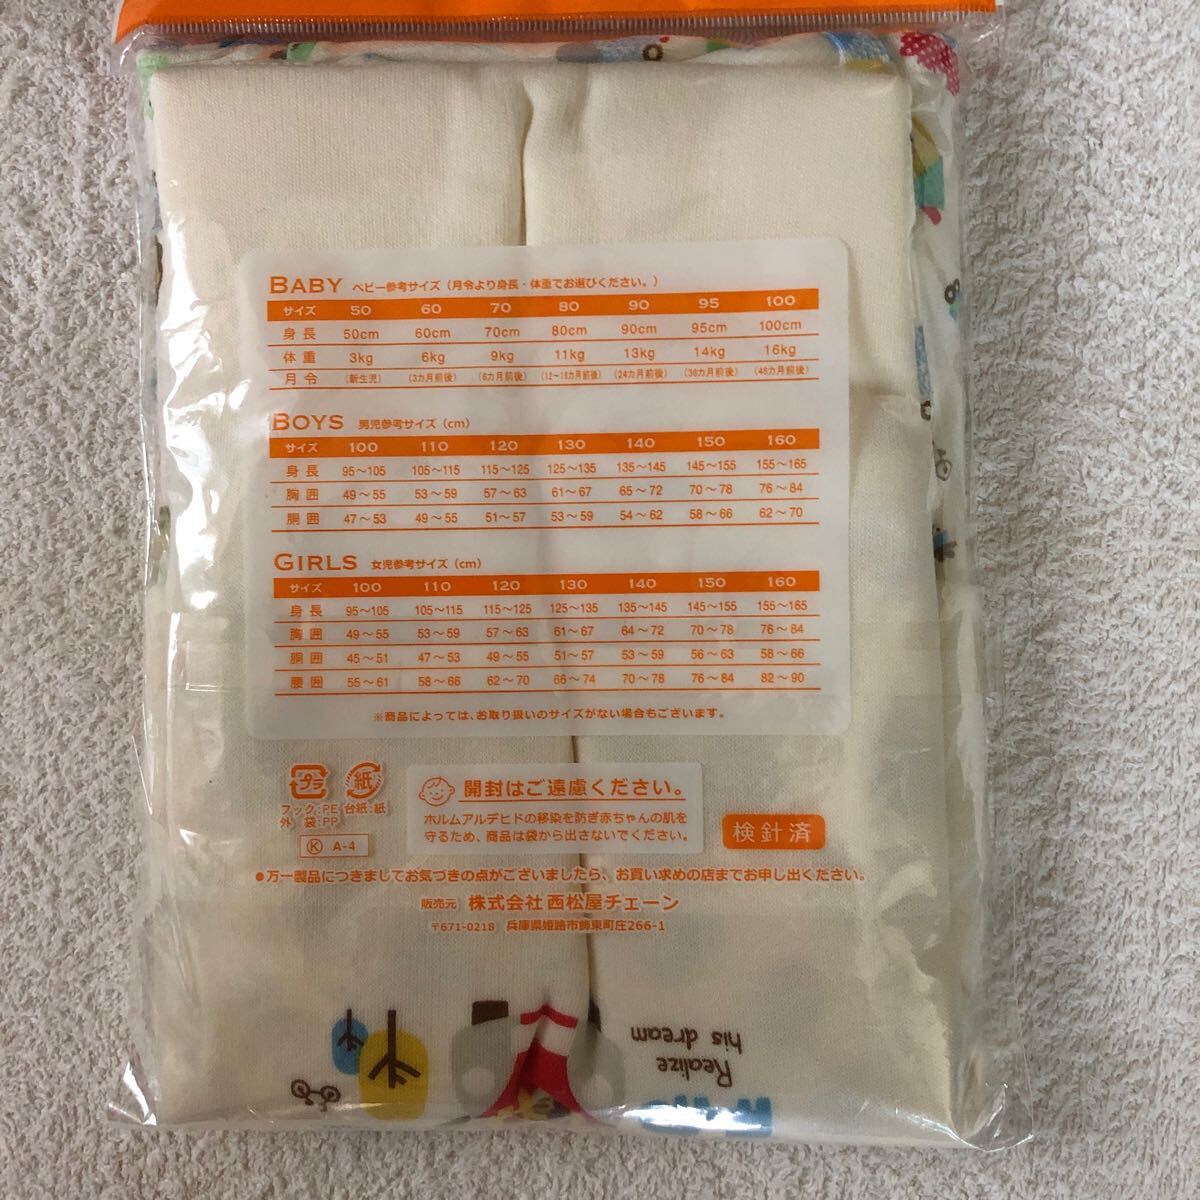 BABY ベビー参考サイズ(月令より身長・体重でお選びください。)
サイズ 50 60 70 80 90 95 100
身長 50cm 60cm 70cm 80cm 90cm 95cm 100cm
体重 3kg 6kg 9kg 11kg 13kg 14kg 16kg
月令 (新生児) (3カ月前後) (6カ月前後) (12~18カ月前後) (24カ月前後) (36カ月前後) (48カ月前後)
BOYS 男児参考サイズ(cm)
サイズ 100 110 120 130 140 150 160
身長 95~105 105~115 115~125 125~135 135~145 145~155 155~165
胸囲 49~55 53~59 57~63 61~67 65~72 70~78 76~84
胴囲 47~53 49~55 51~57 53~59 54~62 58~66 62~70
GIRLS 女児参考サイズ(cm)
サイズ 100 110 120 130 140 150 160
身長 95~105 105~115 115~125 125~135 135~145 145~155 155~165
胸囲 49~55 53~59 57~63 61~67 64~72 70~78 76~84
胴囲 45~51 47~53 49~55 51~57 53~59 56~63 58~66
腰囲 55~61 58~66 62~70 66~74 70~78 76~84 82~90
※商品によっては、お取り扱いのサイズがない場合もございます。
プラ 紙
フック:PE 台紙:紙
外袋:PP
Ⓚ A-4
開封はご遠慮ください。
ホルムアルデヒドの移染を防ぎ赤ちゃんの肌を
守るため、商品は袋から出さないでください。
検針済
●万一製品につきましてお気づきの点がございましたら、お買い求めの店までお申し出ください。
販売元 株式会社 西松屋チェーン
〒671-0218 兵庫県姫路市飾東町庄266-1
Realize
his dream